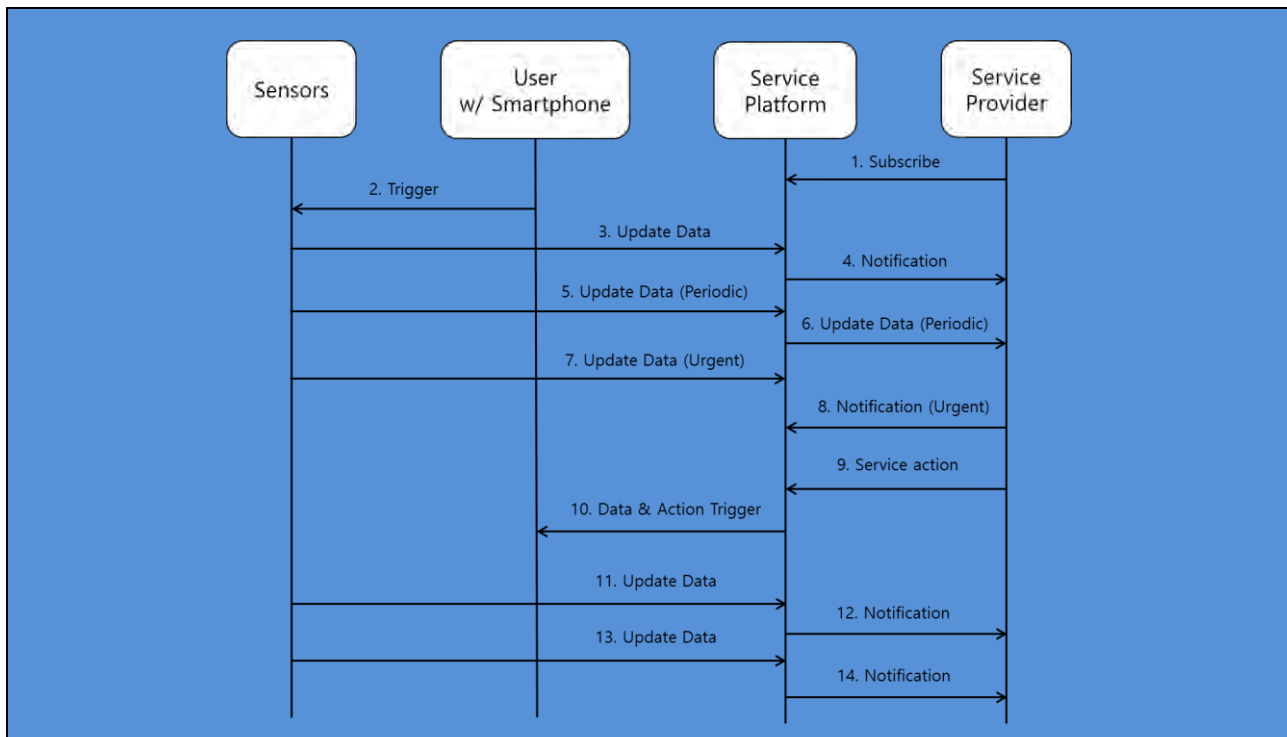 Sensors
User
w/ Smartphone
Service
Platform
Service
Provider
1. Subscribe
2. Trigger
3. Update Data
4. Notification
5. Update Data (Periodic)
6. Update Data (Periodic)
7. Update Data (Urgent)
8. Notification (Urgent)
9. Service action
10. Data & Action Trigger
11. Update Data
12. Notification
13. Update Data
14. Notification